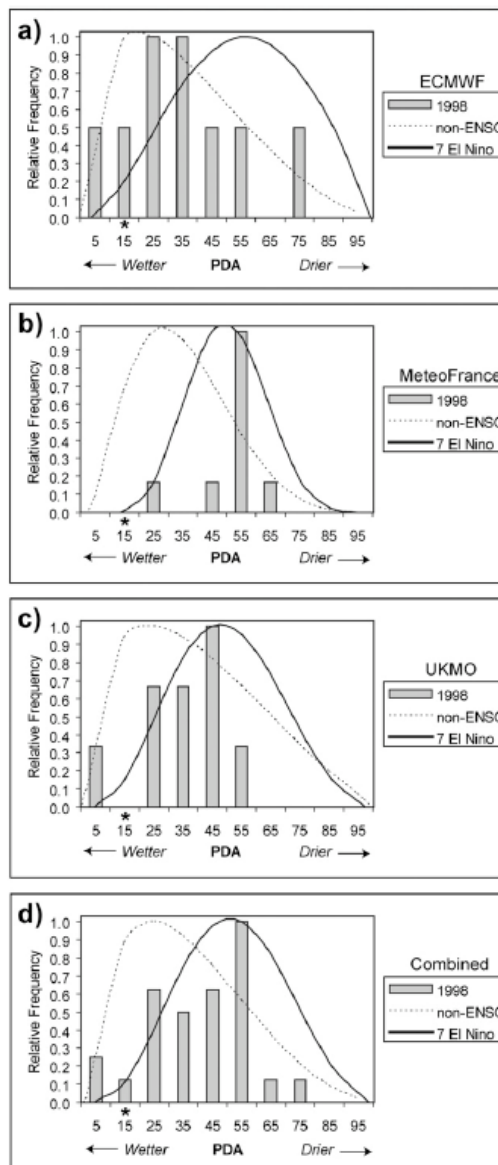 a)
Relative Frequency
1.0
0.9
0.8
0.7
0.6
0.5
0.4
0.3
0.2
0.1
0.0
5 15 25 35 45 55 65 75 85 95
*
← Wetter PDA Drier →
ECMWF
1998
non-ENSO
7 El Nino
b)
Relative Frequency
1.0
0.9
0.8
0.7
0.6
0.5
0.4
0.3
0.2
0.1
0.0
5 15 25 35 45 55 65 75 85 95
*
← Wetter PDA Drier →
MeteoFrance
1998
non-ENSO
7 El Nino
c)
Relative Frequency
1.0
0.9
0.8
0.7
0.6
0.5
0.4
0.3
0.2
0.1
0.0
5 15 25 35 45 55 65 75 85 95
*
← Wetter PDA Drier →
UKMO
1998
non-ENSO
7 El Nino
d)
Relative Frequency
1.0
0.9
0.8
0.7
0.6
0.5
0.4
0.3
0.2
0.1
0.0
5 15 25 35 45 55 65 75 85 95
*
← Wetter PDA Drier →
Combined
1998
non-ENSO
7 El Nino